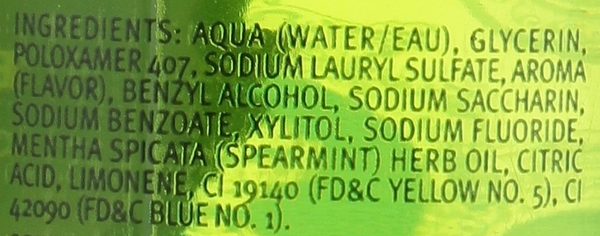 INGREDIENTS: AQUA (WATER/EAU), GLYCERIN,
POLOXAMER 407, SODIUM LAURYL SULFATE, AROMA
(FLAVOR), BENZYL ALCOHOL, SODIUM SACCHARIN,
SODIUM BENZOATE, XYLITOL, SODIUM FLUORIDE,
MENTHA SPICATA (SPEARMINT) HERB OIL, CITRIC
ACID, LIMONENE, CI 19140 (FD&C YELLOW NO. 5), CI
42090 (FD&C BLUE NO. 1).